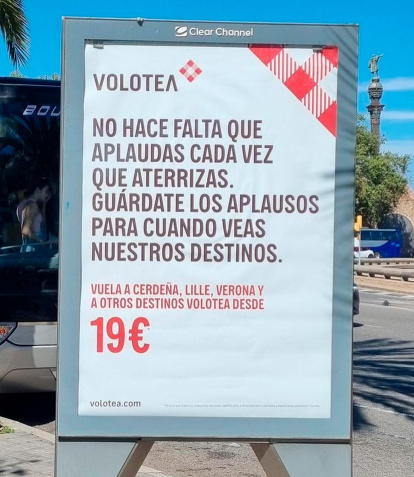 Clear Channel
BOU
VOLOTEA
NO HACE FALTA QUE
APLAUDAS CADA VEZ
QUE ATERRIZAS.
GUÁRDATE LOS APLAUSOS
PARA CUANDO VEAS
NUESTROS DESTINOS.
VUELA A CERDEÑA, LILLE, VERONA Y
A OTROS DESTINOS VOLOTEA DESDE
19€
volotea.com